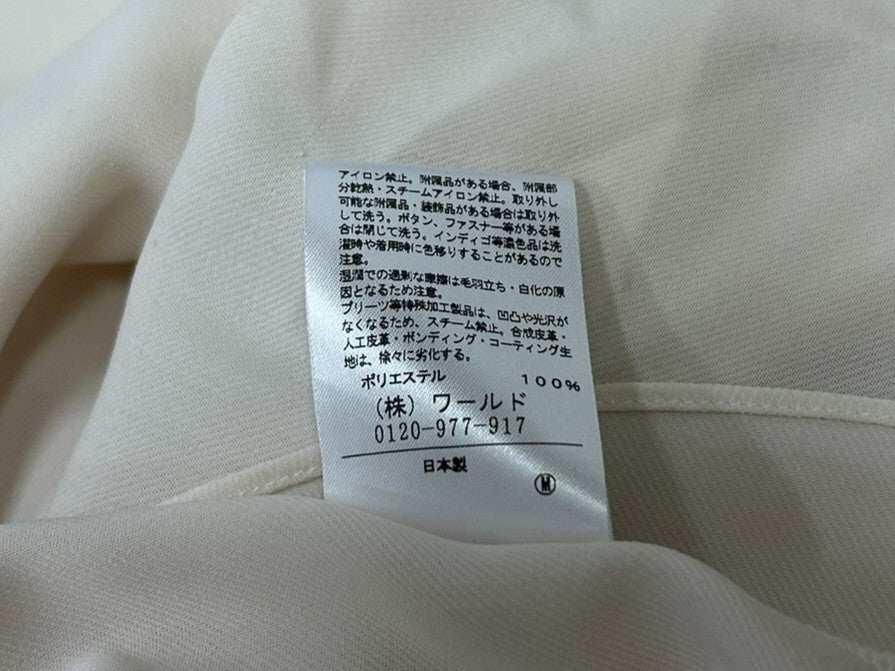 アイロン禁止。附属品がある場合、附属部
分乾熱・スチームアイロン禁止。取り外し
可能な附属品・装飾品がある場合は取り外
して洗う。ボタン、ファスナー等がある場
合は閉じて洗う。インディゴ等濃色品は洗
濯時や着用時に色移りすることがあるので
注意。
湿潤での過剰な摩擦は毛羽立ち・白化の原
因となるため注意。
プリーツ等特殊加工製品は、凹凸や光沢が
なくなるため、スチーム禁止。合成皮革・
人工皮革・ボンディング・コーティング生
地は、徐々に劣化する。
ポリエステル 100%
(株) ワールド
0120-977-917
日本製
M